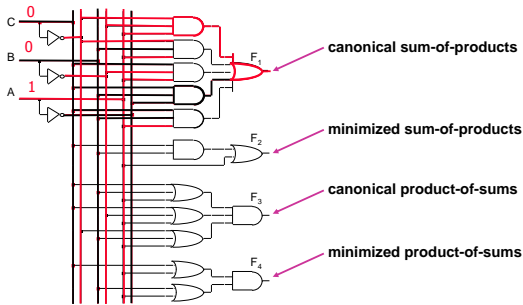 C 0
B 0
A 1
F1
canonical sum-of-products
F2
minimized sum-of-products
F3
canonical product-of-sums
F4
minimized product-of-sums